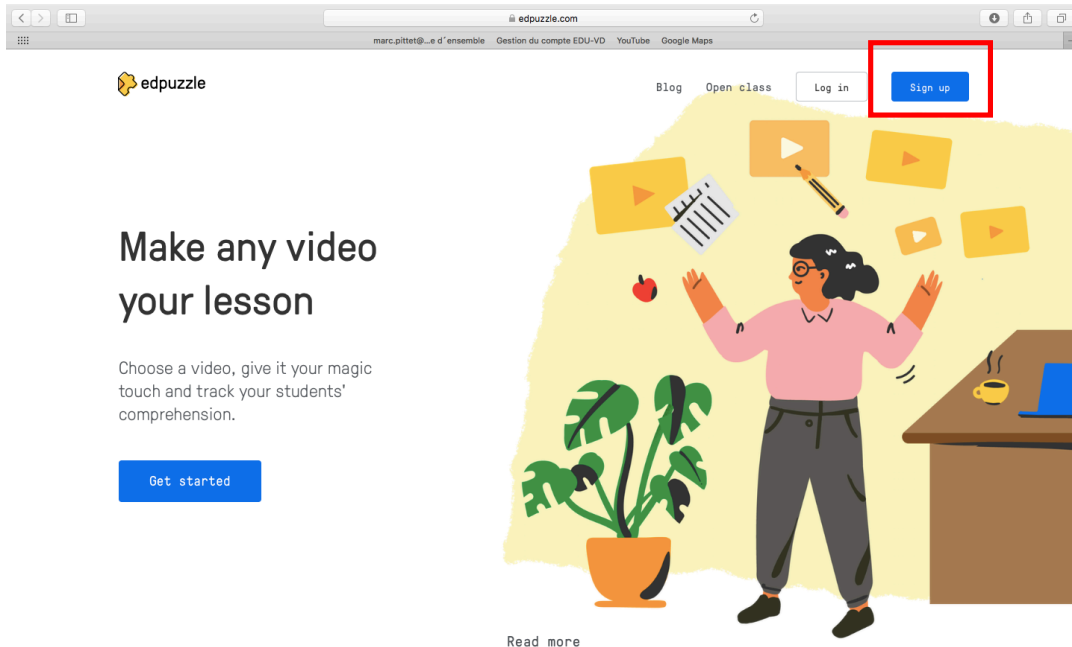 edpuzzle.com
marc.pittet@...e d'ensemble Gestion du compte EDU-VD YouTube Google Maps
edpuzzle
Blog Open class Log in Sign up
Make any video
your lesson
Choose a video, give it your magic
touch and track your students'
comprehension.
Get started
Read more